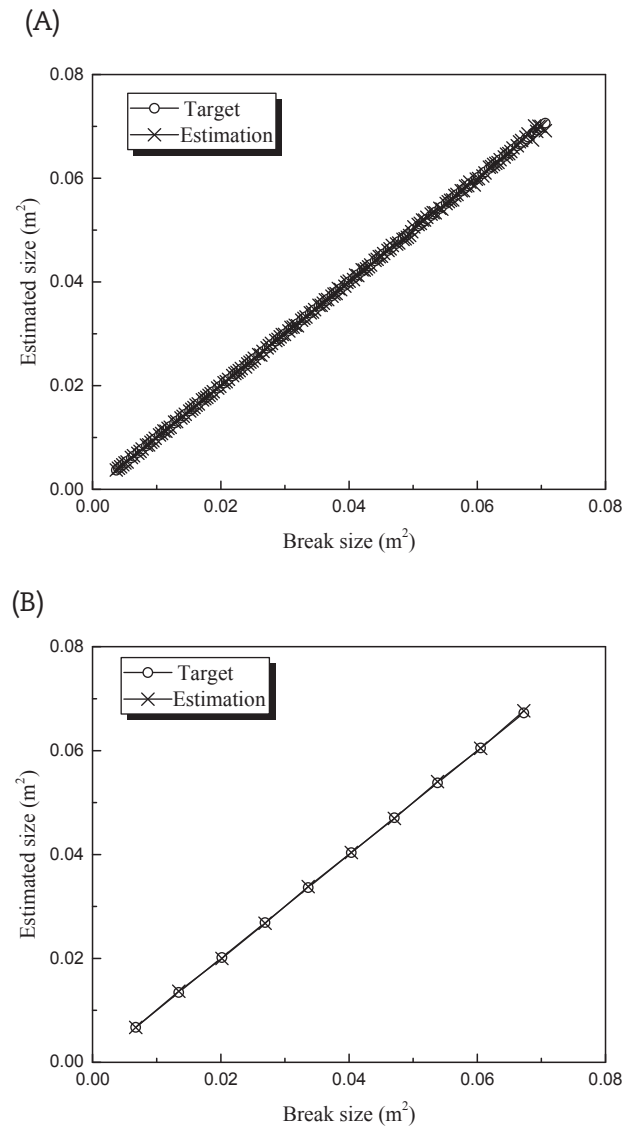 (A)
0.08
Target
Estimation
0.06
Estimated size (m²)
0.04
0.02
0.00
0.00 0.02 0.04 0.06 0.08
Break size (m²)
(B)
0.08
Target
Estimation
0.06
Estimated size (m²)
0.04
0.02
0.00
0.00 0.02 0.04 0.06 0.08
Break size (m²)